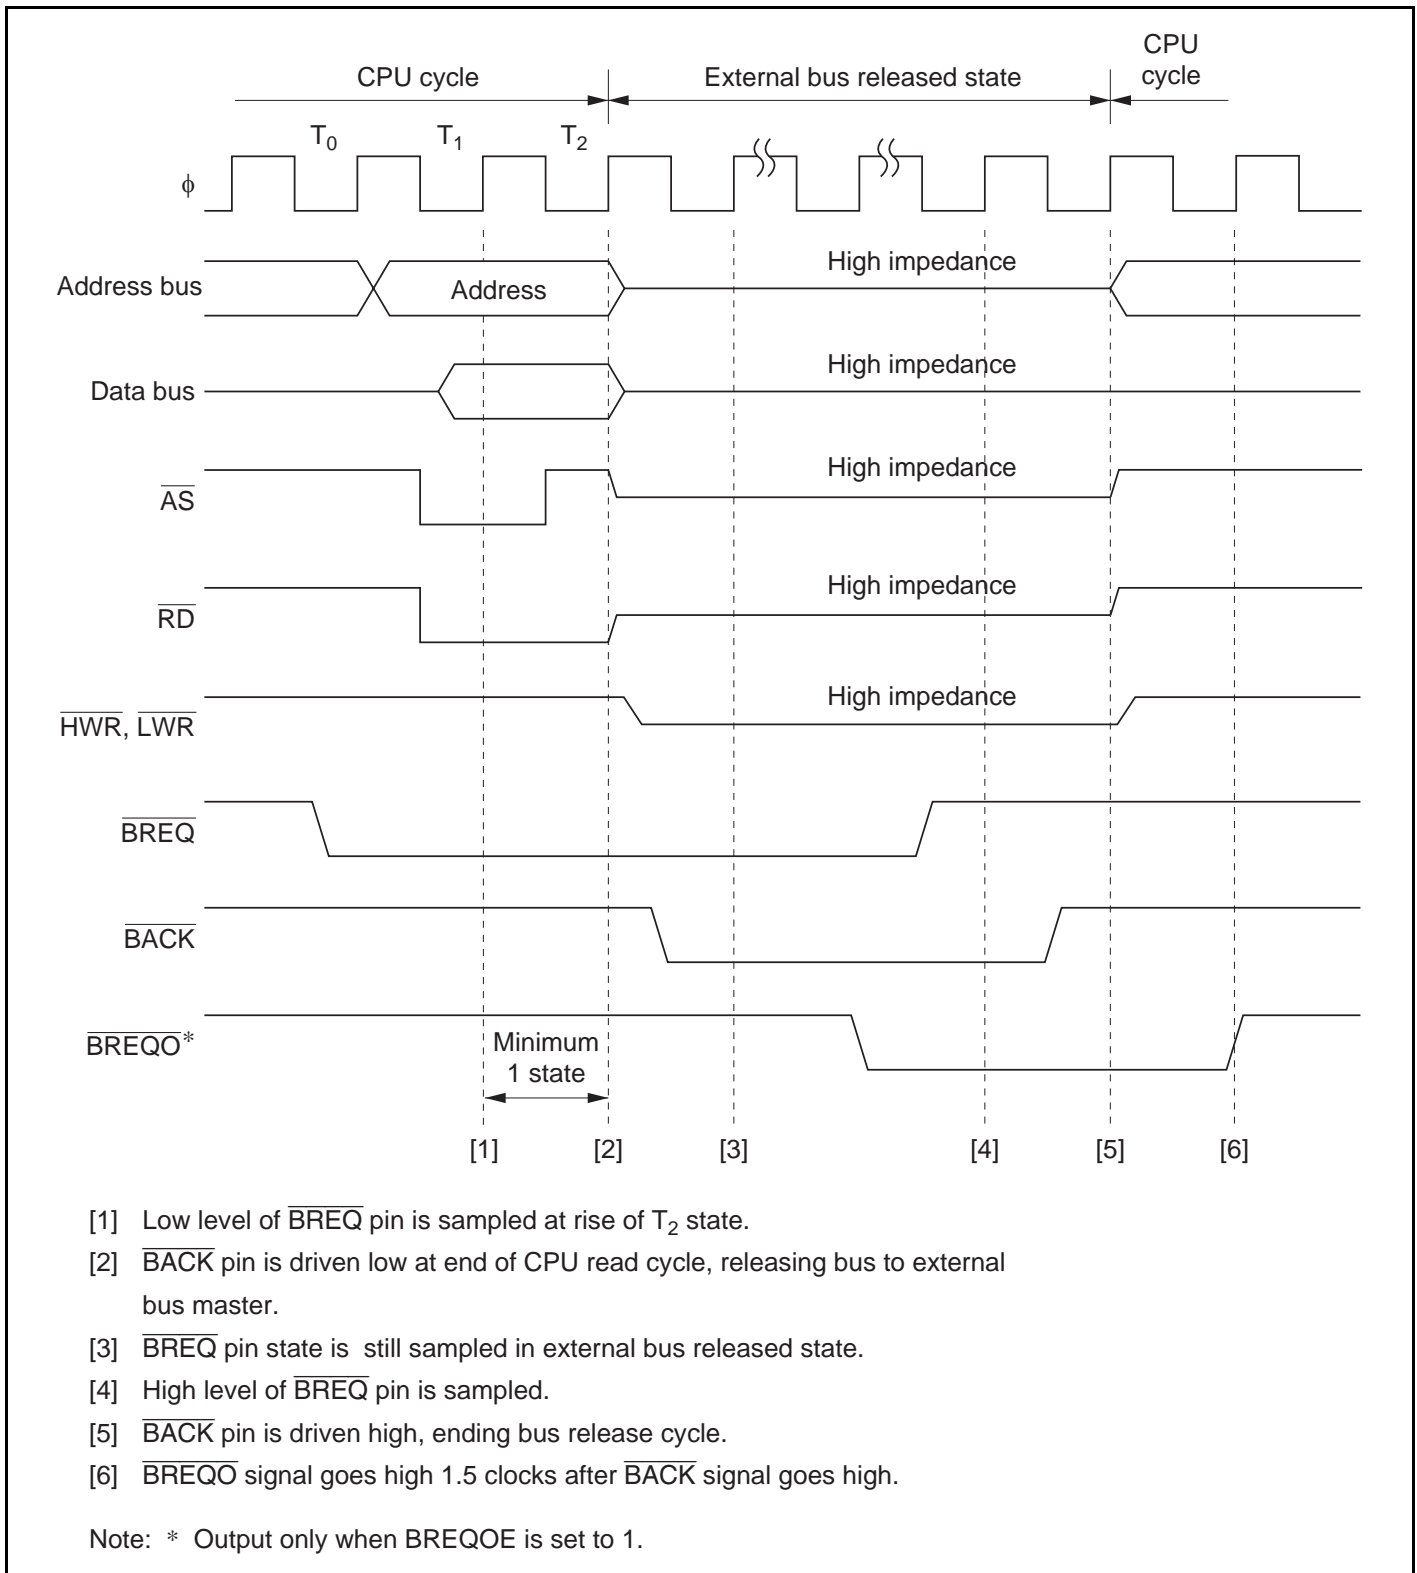 CPU cycle
External bus released state
CPU
cycle
T0
T1
T2
ϕ
Address bus
Address
High impedance
Data bus
High impedance
AS
High impedance
RD
High impedance
HWR, LWR
High impedance
BREQ
BACK
BREQO*
Minimum
1 state
[1] [2] [3] [4] [5] [6]
[1] Low level of BREQ pin is sampled at rise of T2 state.
[2] BACK pin is driven low at end of CPU read cycle, releasing bus to external
bus master.
[3] BREQ pin state is still sampled in external bus released state.
[4] High level of BREQ pin is sampled.
[5] BACK pin is driven high, ending bus release cycle.
[6] BREQO signal goes high 1.5 clocks after BACK signal goes high.
Note: * Output only when BREQOE is set to 1.